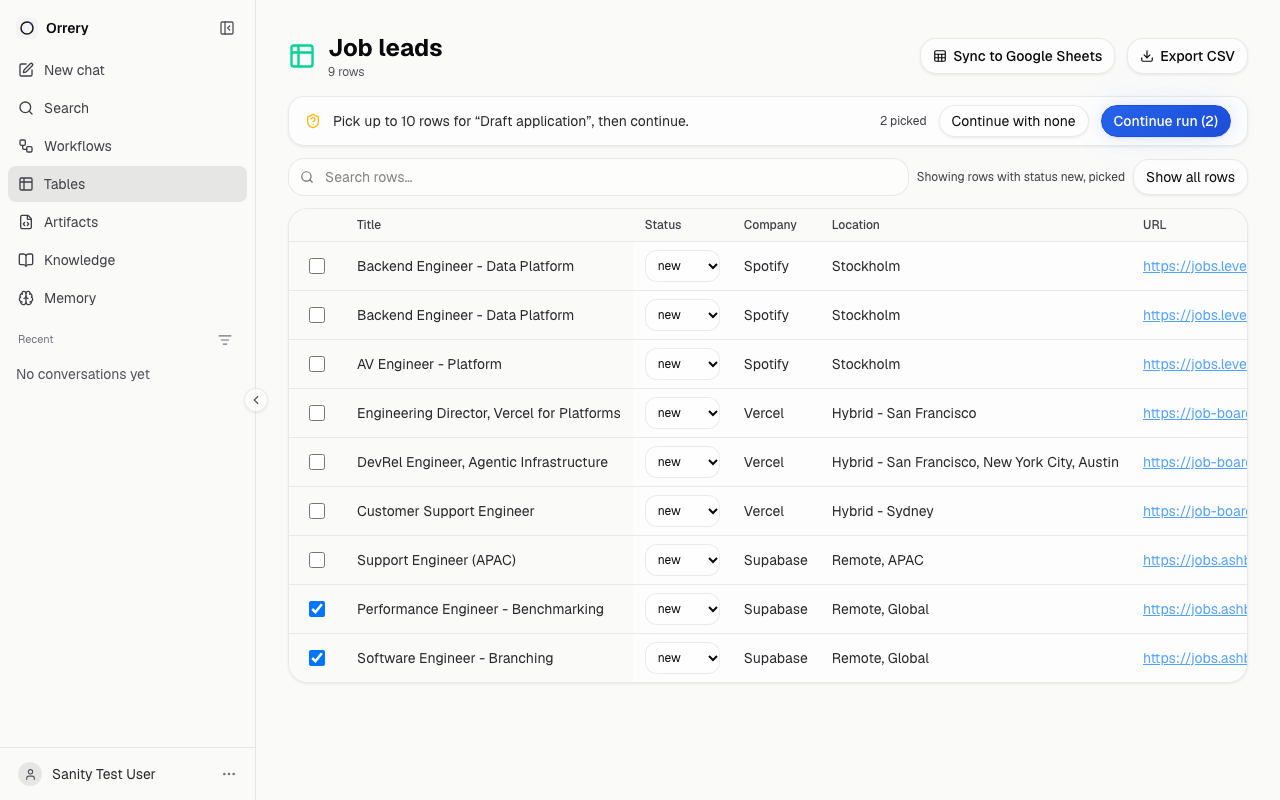 Orrery
New chat
Search
Workflows
Tables
Artifacts
Knowledge
Memory
Recent
No conversations yet
Sanity Test User
Job leads
9 rows
Sync to Google Sheets
Export CSV
Pick up to 10 rows for “Draft application”, then continue.
2 picked
Continue with none
Continue run (2)
Search rows…
Showing rows with status new, picked
Show all rows
Title Status Company Location URL
Backend Engineer - Data Platform new Spotify Stockholm https://jobs.leve
Backend Engineer - Data Platform new Spotify Stockholm https://jobs.leve
AV Engineer - Platform new Spotify Stockholm https://jobs.leve
Engineering Director, Vercel for Platforms new Vercel Hybrid - San Francisco https://job-boar
DevRel Engineer, Agentic Infrastructure new Vercel Hybrid - San Francisco, New York City, Austin https://job-boar
Customer Support Engineer new Vercel Hybrid - Sydney https://job-boar
Support Engineer (APAC) new Supabase Remote, APAC https://jobs.ashb
Performance Engineer - Benchmarking new Supabase Remote, Global https://jobs.ashb
Software Engineer - Branching new Supabase Remote, Global https://jobs.ashb